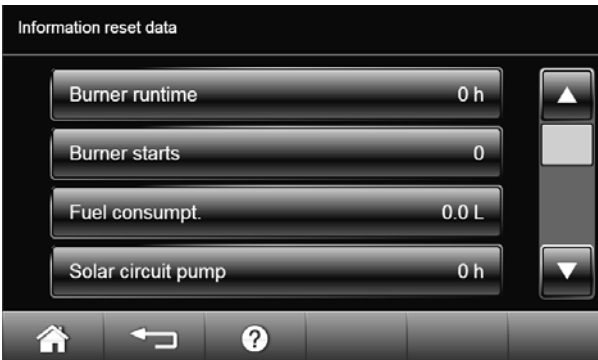 Information reset data
Burner runtime 0 h
Burner starts 0
Fuel consumpt. 0.0 L
Solar circuit pump 0 h
?